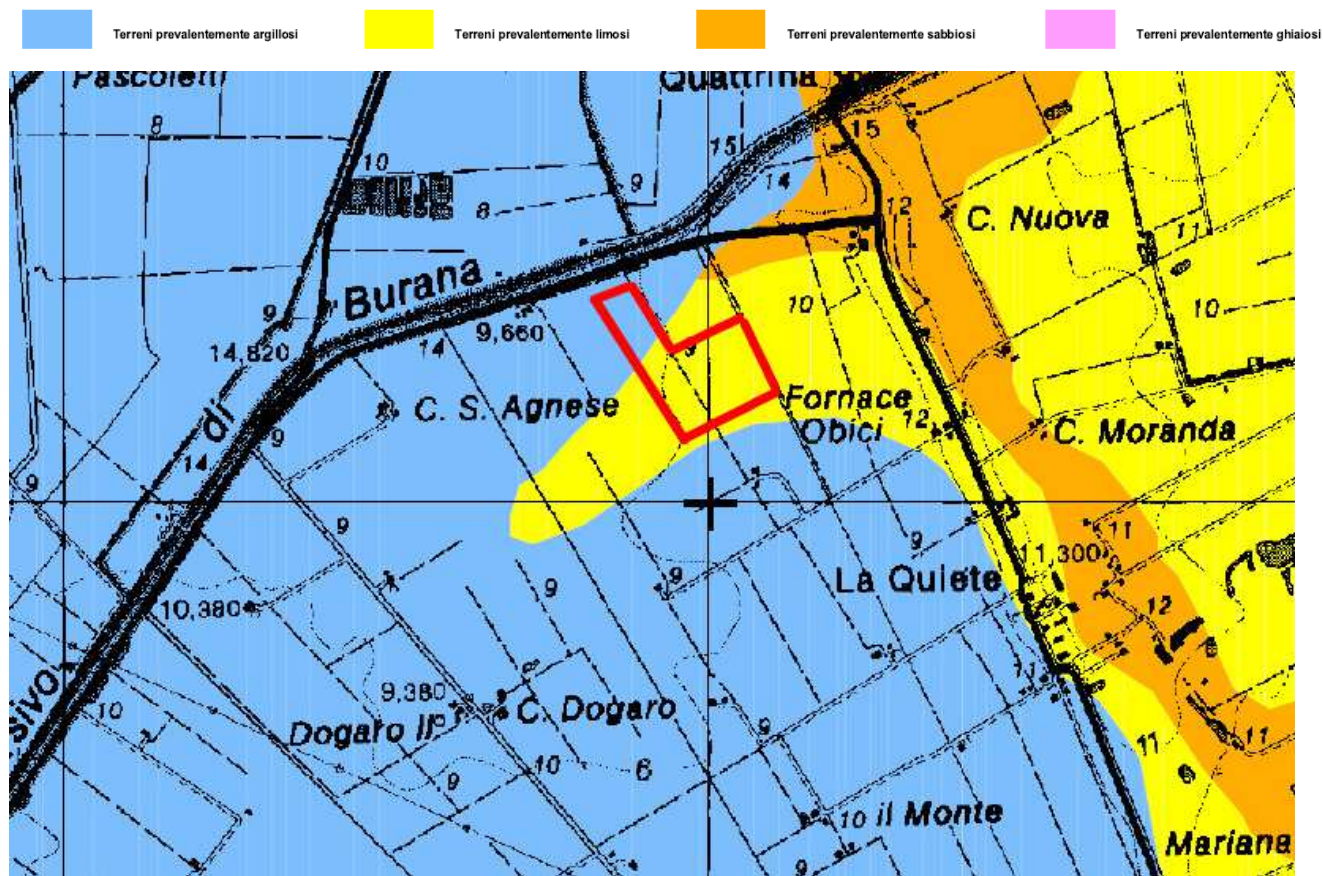 Terreni prevalentemente argillosi
Terreni prevalentemente limosi
Terreni prevalentemente sabbiosi
Terreni prevalentemente ghiaiosi
Quattrina
8
10
9
8
15
14
15
12
C. Nuova
11
10
Burana
9
14,820
14
9,660
10
di
9
14
C. S. Agnese
Fornace
Obici
12
C. Moranda
9
9
9
9
9
11
11,300
La Quiete
12
10,380
9,380
C. Dogaro
Dogaro II°
10
9
10
6
9
11
11
11
10 il Monte
9
Mariana